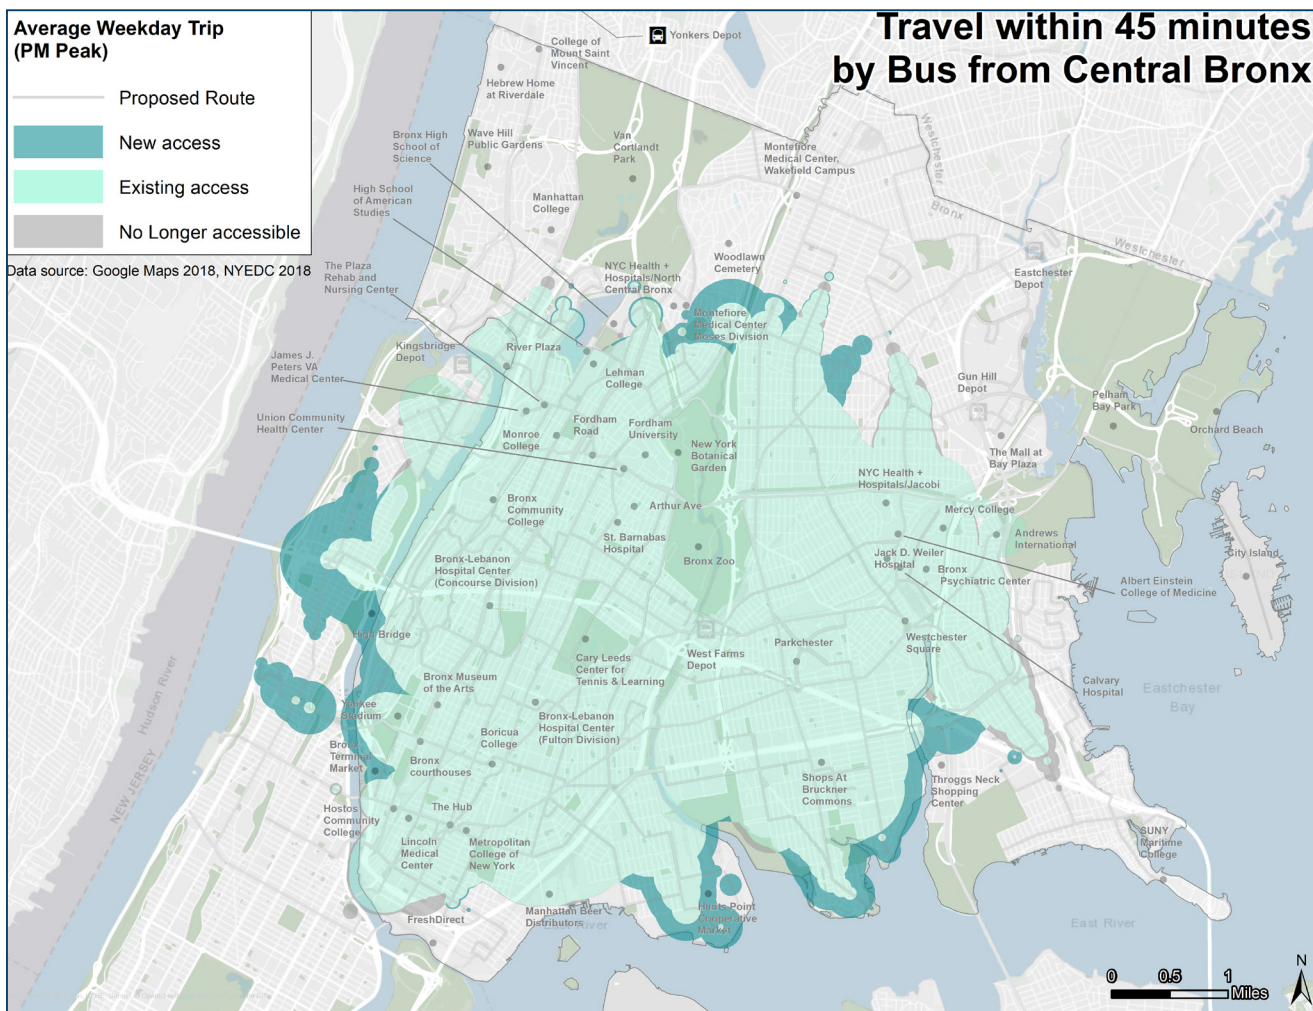 Travel within 45 minutes
by Bus from Central Bronx
Average Weekday Trip
(PM Peak)
Proposed Route
New access
Existing access
No Longer accessible
Data source: Google Maps 2018, NYEDC 2018
Yonkers Depot
College of
Mount Saint
Vincent
Hebrew Home
at Riverdale
Bronx High
School of
Science
Wave Hill
Public Gardens
Van
Cortlandt
Park
Montefiore
Medical Center,
Wakefield Campus
Westchester
Bronx
Westchester
High School
of American
Studies
Manhattan
College
Woodlawn
Cemetery
The Plaza
Rehab and
Nursing Center
NYC Health +
Hospitals/North
Central Bronx
Eastchester
Depot
Montefiore
Medical Center
Moses Division
Kingsbridge
Depot
River Plaza
James J.
Peters VA
Medical Center
Lehman
College
Gun Hill
Depot
Pelham
Bay Park
Orchard Beach
Union Community
Health Center
Monroe
College
Fordham
Road
Fordham
University
New York
Botanical
Garden
The Mall at
Bay Plaza
NYC Health +
Hospitals/Jacobi
Bronx
Community
College
Arthur Ave
Mercy College
St. Barnabas
Hospital
Andrews
International
Bronx-Lebanon
Hospital Center
(Concourse Division)
Bronx Zoo
Jack D. Weiler
Hospital
Bronx
Psychiatric Center
City Island
Albert Einstein
College of Medicine
High Bridge
Cary Leeds
Center for
Tennis & Learning
West Farms
Depot
Parkchester
Westchester
Square
Bronx Museum
of the Arts
Calvary
Hospital
Eastchester
Bay
Hudson River
NEW JERSEY
Yankee
Stadium
Bronx-Lebanon
Hospital Center
(Fulton Division)
Boricua
College
Bronx
Terminal
Market
Bronx
courthouses
Shops At
Bruckner
Commons
Throggs Neck
Shopping
Center
Hostos
Community
College
The Hub
Lincoln
Medical
Center
Metropolitan
College of
New York
SUNY
Maritime
College
FreshDirect
Manhattan Beer
Distributors
East River
Hunts Point
Cooperative
Market
East River
N
0 0.5 1
Miles